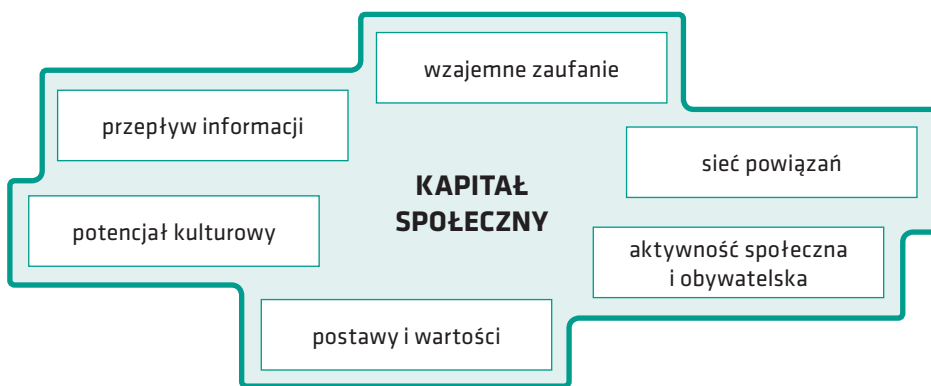 wzajemne zaufanie
przepływ informacji
sieć powiązań
KAPITAŁ
SPOŁECZNY
potencjał kulturowy
aktywność społeczna
i obywatelska
postawy i wartości